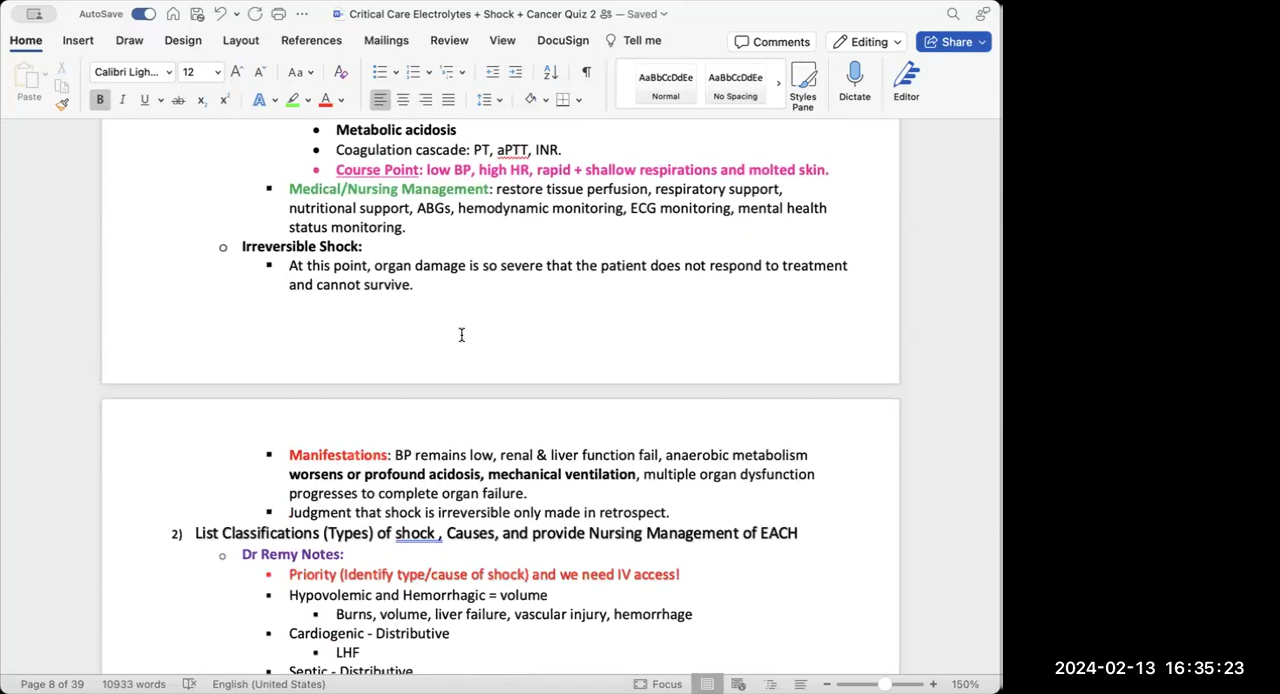 AutoSave
Critical Care Electrolytes + Shock + Cancer Quiz 2 — Saved
Home Insert Draw Design Layout References Mailings Review View DocuSign Tell me Comments Editing Share
Paste Calibri Ligh... 12 A A Aa A AaBbCcDdEe AaBbCcDdEe
B I U ab x₂ x² A A Normal No Spacing Styles Pane Dictate Editor
• Metabolic acidosis
• Coagulation cascade: PT, aPTT, INR.
• Course Point: low BP, high HR, rapid + shallow respirations and molted skin.
▪ Medical/Nursing Management: restore tissue perfusion, respiratory support,
nutritional support, ABGs, hemodynamic monitoring, ECG monitoring, mental health
status monitoring.
o Irreversible Shock:
▪ At this point, organ damage is so severe that the patient does not respond to treatment
and cannot survive.
▪ Manifestations: BP remains low, renal & liver function fail, anaerobic metabolism
worsens or profound acidosis, mechanical ventilation, multiple organ dysfunction
progresses to complete organ failure.
▪ Judgment that shock is irreversible only made in retrospect.
2) List Classifications (Types) of shock , Causes, and provide Nursing Management of EACH
o Dr Remy Notes:
▪ Priority (Identify type/cause of shock) and we need IV access!
▪ Hypovolemic and Hemorrhagic = volume
▪ Burns, volume, liver failure, vascular injury, hemorrhage
▪ Cardiogenic - Distributive
▪ LHF
▪ Septic - Distributive
Page 8 of 39 10933 words English (United States) Focus 150%
2024-02-13 16:35:23